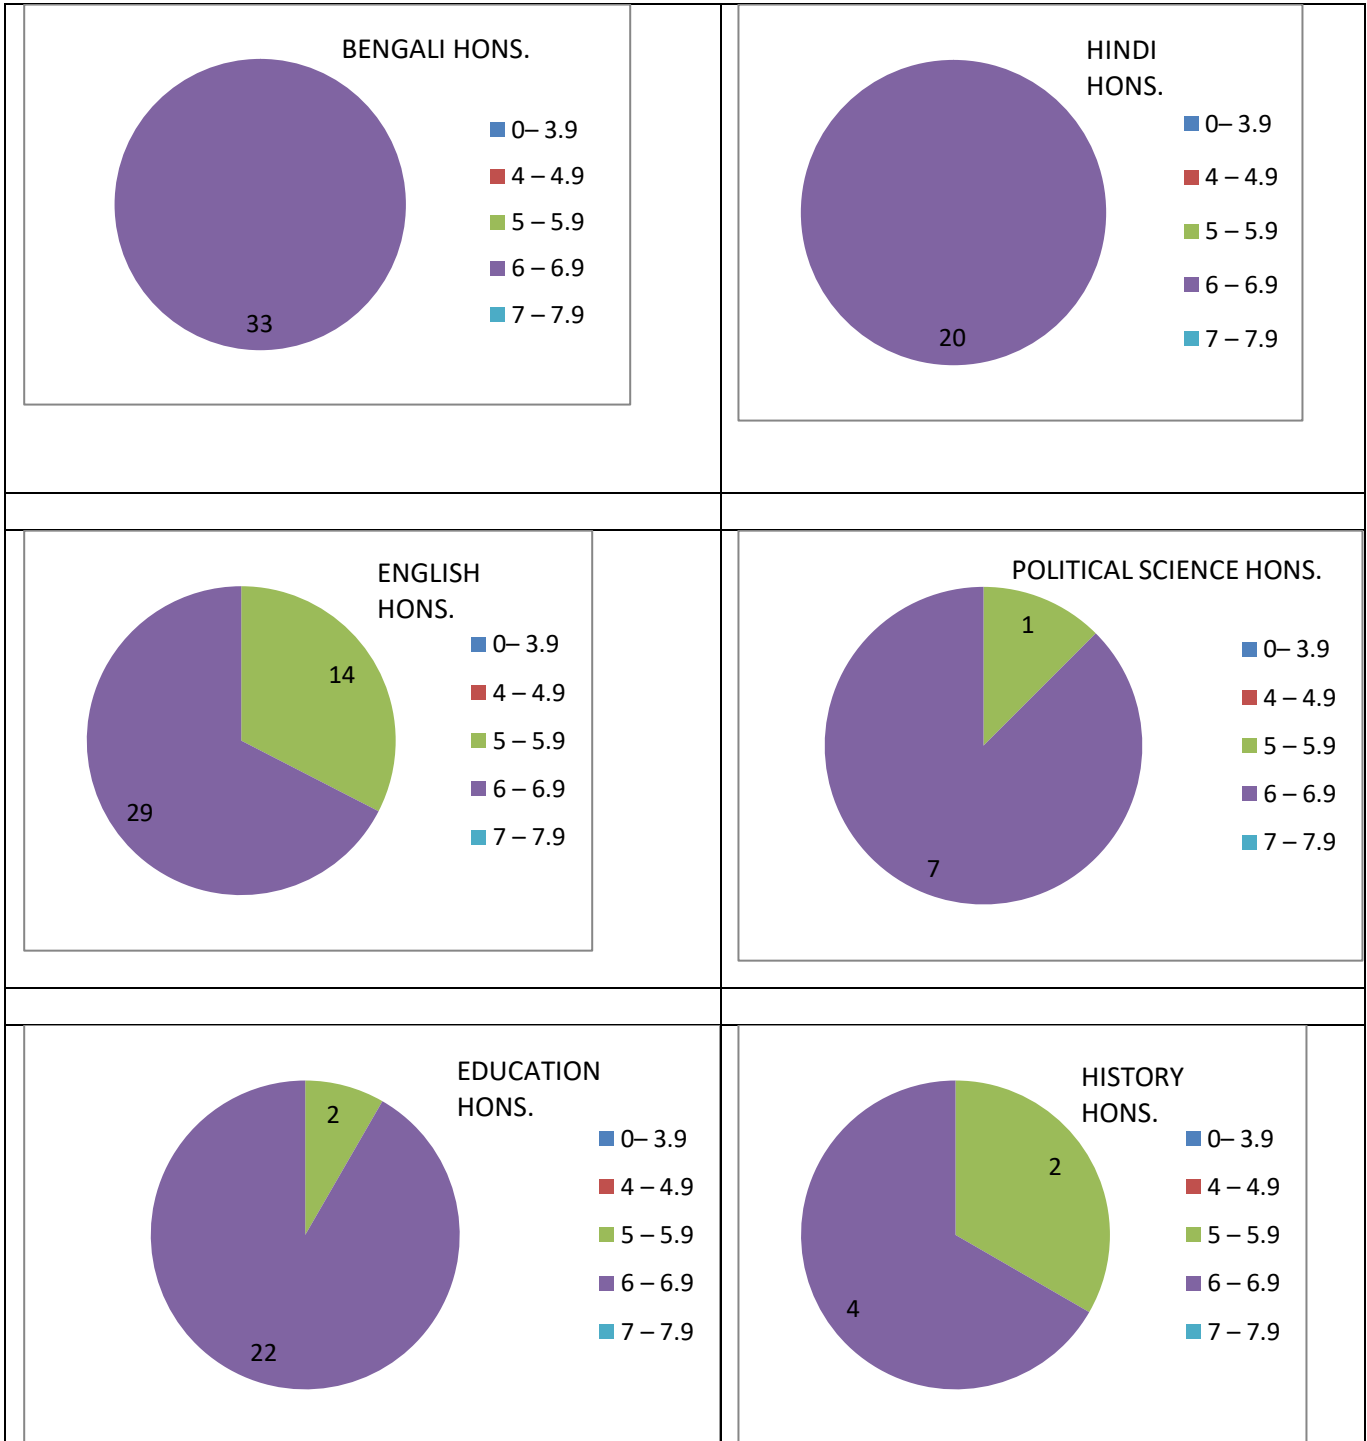 BENGALI HONS.
0– 3.9
4 – 4.9
5 – 5.9
6 – 6.9
7 – 7.9
33
HINDI
HONS.
0– 3.9
4 – 4.9
5 – 5.9
6 – 6.9
7 – 7.9
20
ENGLISH
HONS.
0– 3.9
4 – 4.9
5 – 5.9
6 – 6.9
7 – 7.9
14
29
POLITICAL SCIENCE HONS.
0– 3.9
4 – 4.9
5 – 5.9
6 – 6.9
7 – 7.9
1
7
EDUCATION
HONS.
0– 3.9
4 – 4.9
5 – 5.9
6 – 6.9
7 – 7.9
2
22
HISTORY
HONS.
0– 3.9
4 – 4.9
5 – 5.9
6 – 6.9
7 – 7.9
2
4